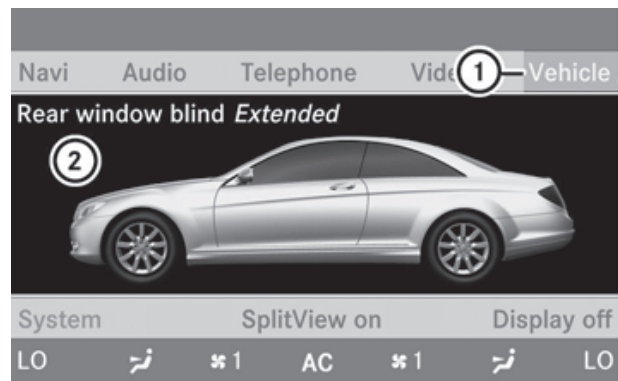 Navi Audio Telephone Vide 1 Vehicle
Rear window blind Extended
2
System SplitView on Display off
LO 1 AC 1 LO